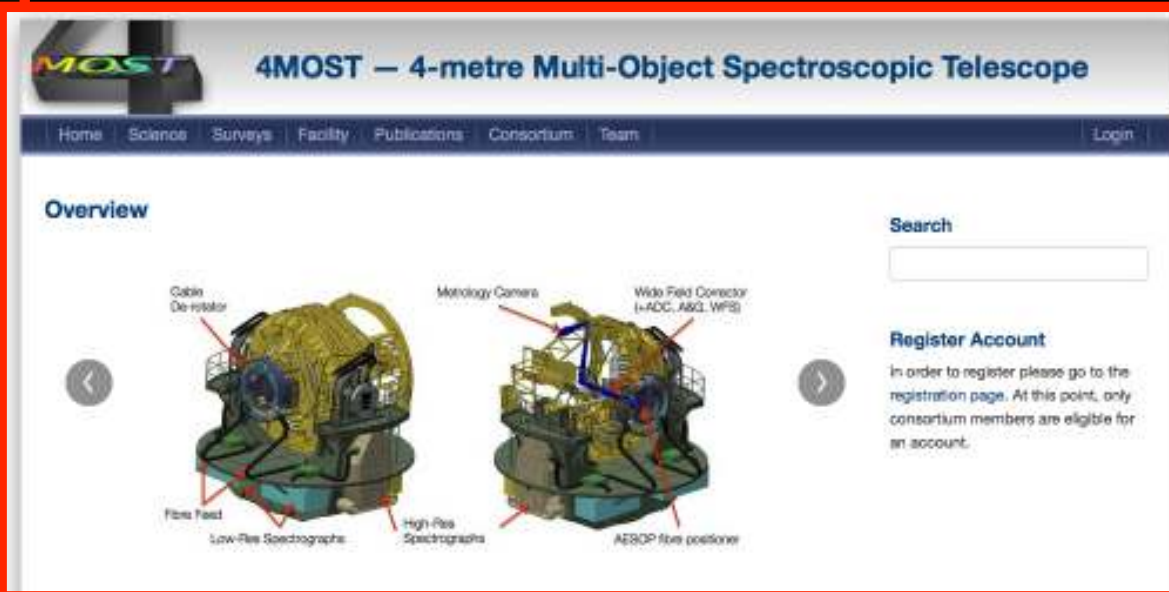 4
MOST
4MOST — 4-metre Multi-Object Spectroscopic Telescope
Home Science Surveys Facility Publications Consortium Team Login
Overview
Search
Cable
De-rotator
Metrology Camera
Wide Field Corrector
(+ADC, A&G, WFS)
Fibre Feed
Low-Res Spectrographs
High-Res
Spectrographs
AESOP fibre positioner
Register Account
In order to register please go to the
registration page. At this point, only
consortium members are eligible for
an account.